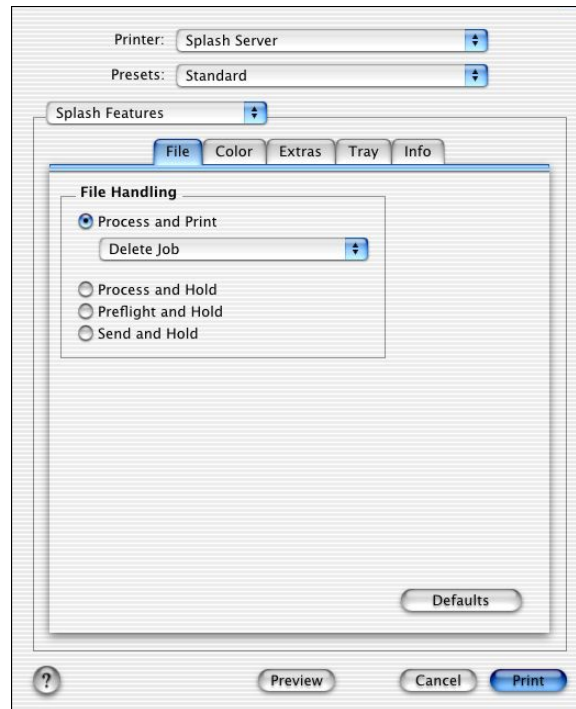 Printer: Splash Server
Presets: Standard
Splash Features
File Color Extras Tray Info
File Handling
Process and Print
Delete Job
Process and Hold
Preflight and Hold
Send and Hold
Defaults
? Preview Cancel Print